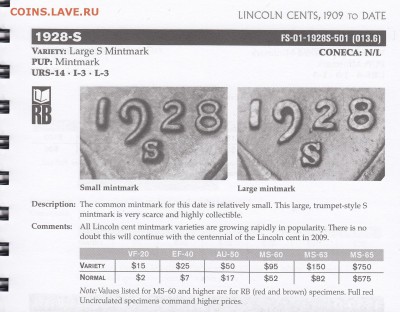 COINS.LAVE.RU
LINCOLN CENTS, 1909 TO DATE
1928-S FS-01-1928S-501 (013.6)
VARIETY: Large S Mintmark CONECA: N/L
PUP: Mintmark
URS-14 · I-3 · L-3
RB
1928
S
1928
S
Small mintmark Large mintmark
Description: The common mintmark for this date is relatively small. This large, trumpet-style S
mintmark is very scarce and highly collectible.
Comments: All Lincoln cent mintmark varieties are growing rapidly in popularity. There is no
doubt this will continue with the centennial of the Lincoln cent in 2009.
VF-20 EF-40 AU-50 MS-60 MS-63 MS-65
VARIETY $15 $25 $50 $95 $150 $750
NORMAL $2 $7 $17 $52 $82 $575
Note: Values listed for MS-60 and higher are for RB (red and brown) specimens. Full red
Uncirculated specimens command higher prices.